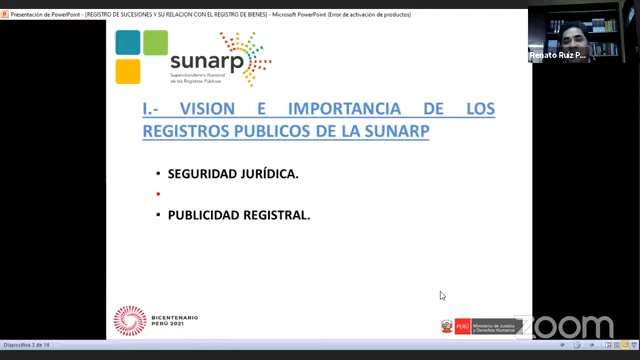 Presentación de PowerPoint - [REGISTRO DE SUCESIONES Y SU RELACION CON EL REGISTRO DE BIENES] - Microsoft PowerPoint (Error de activación de productos)
Renato Ruiz P...
sunarp
Superintendencia Nacional
de los Registros Públicos
I.- VISION E IMPORTANCIA DE LOS
REGISTROS PUBLICOS DE LA SUNARP
• SEGURIDAD JURÍDICA.
•
• PUBLICIDAD REGISTRAL.
BICENTENARIO
PERÚ 2021
PERÚ
Ministerio de Justicia
y Derechos Humanos
zoom
Diapositiva 3 de 14